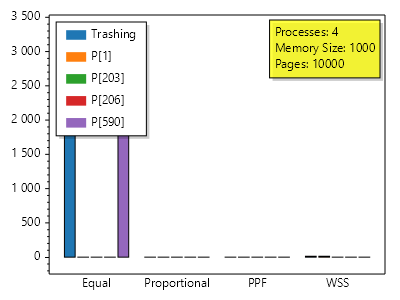 3 500
3 000
2 500
2 000
1 500
1 000
500
0
Trashing
P[1]
P[203]
P[206]
P[590]
Processes: 4
Memory Size: 1000
Pages: 10000
Equal
Proportional
PPF
WSS